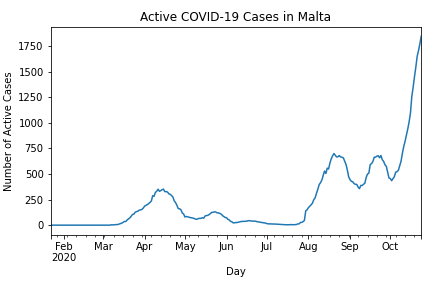 Active COVID-19 Cases in Malta
Number of Active Cases
1750
1500
1250
1000
750
500
250
0
Feb Mar Apr May Jun Jul Aug Sep Oct
2020
Day